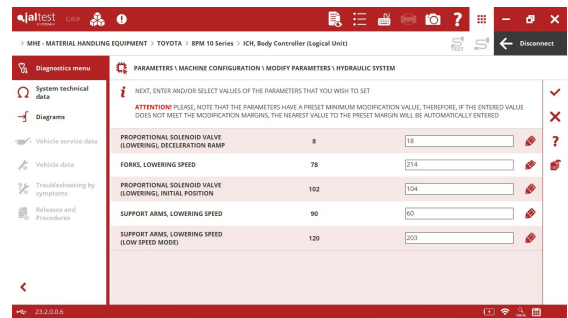 jaltest GRP
by COJALI
> MHE - MATERIAL HANDLING EQUIPMENT > TOYOTA > BPM 10 Series > ICH, Body Controller (Logical Unit)
TEST
Disconnect
Diagnostics menu
PARAMETERS \ MACHINE CONFIGURATION \ MODIFY PARAMETERS \ HYDRAULIC SYSTEM
System technical
data
Diagrams
Vehicle service data
Vehicle data
Troubleshooting by
symptoms
Releases and
Procedures
NEXT, ENTER AND/OR SELECT VALUES OF THE PARAMETERS THAT YOU WISH TO SET
ATTENTION! PLEASE, NOTE THAT THE PARAMETERS HAVE A PRESET MINIMUM MODIFICATION VALUE, THEREFORE, IF THE ENTERED VALUE
DOES NOT MEET THE MODIFICATION MARGINS, THE NEAREST VALUE TO THE PRESET MARGIN WILL BE AUTOMATICALLY ENTERED
PROPORTIONAL SOLENOID VALVE
(LOWERING), DECELERATION RAMP 8 18
FORKS, LOWERING SPEED 78 214
PROPORTIONAL SOLENOID VALVE
(LOWERING), INITIAL POSITION 102 104
SUPPORT ARMS, LOWERING SPEED 90 60
SUPPORT ARMS, LOWERING SPEED
(LOW SPEED MODE) 120 203
23.2.0.0.6
100%